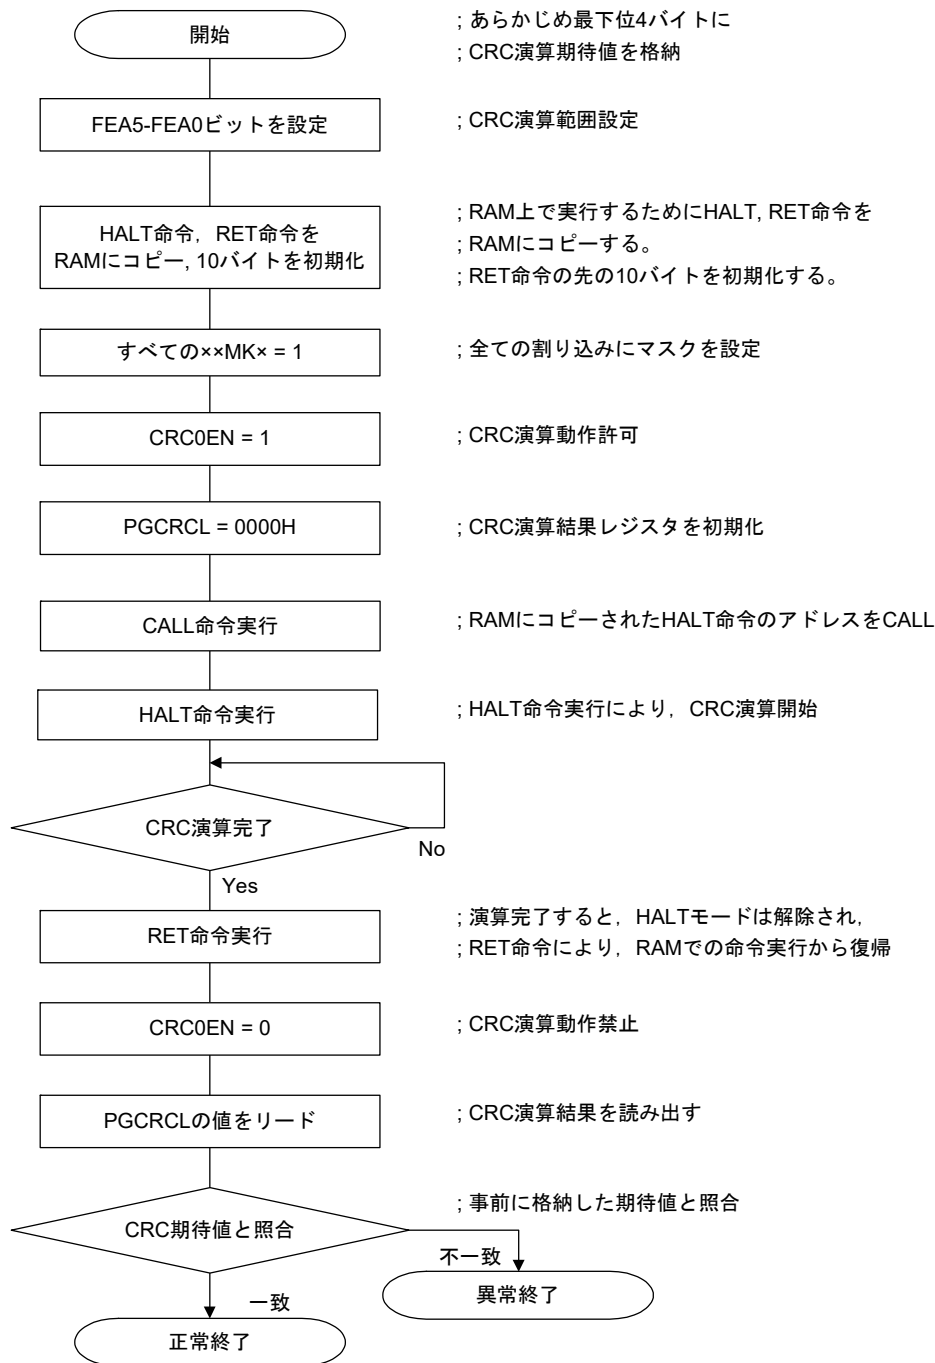 開始
; あらかじめ最下位4バイトに
; CRC演算期待値を格納
FEA5-FEA0ビットを設定
; CRC演算範囲設定
HALT命令，RET命令を
RAMにコピー, 10バイトを初期化
; RAM上で実行するためにHALT, RET命令を
; RAMにコピーする。
; RET命令の先の10バイトを初期化する。
すべての××MK× = 1
; 全ての割り込みにマスクを設定
CRC0EN = 1
; CRC演算動作許可
PGCRCL = 0000H
; CRC演算結果レジスタを初期化
CALL命令実行
; RAMにコピーされたHALT命令のアドレスをCALL
HALT命令実行
; HALT命令実行により，CRC演算開始
CRC演算完了
No
Yes
RET命令実行
; 演算完了すると，HALTモードは解除され，
; RET命令により，RAMでの命令実行から復帰
CRC0EN = 0
; CRC演算動作禁止
PGCRCLの値をリード
; CRC演算結果を読み出す
CRC期待値と照合
; 事前に格納した期待値と照合
不一致
異常終了
一致
正常終了